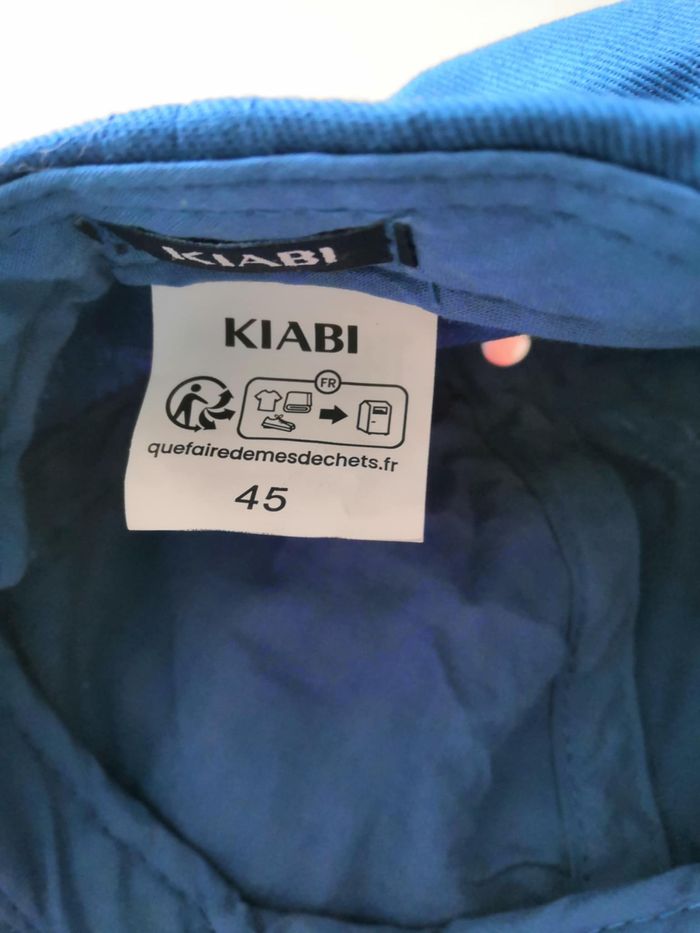 KIABI
KIABI
FR
quefairedemesdechets.fr
45